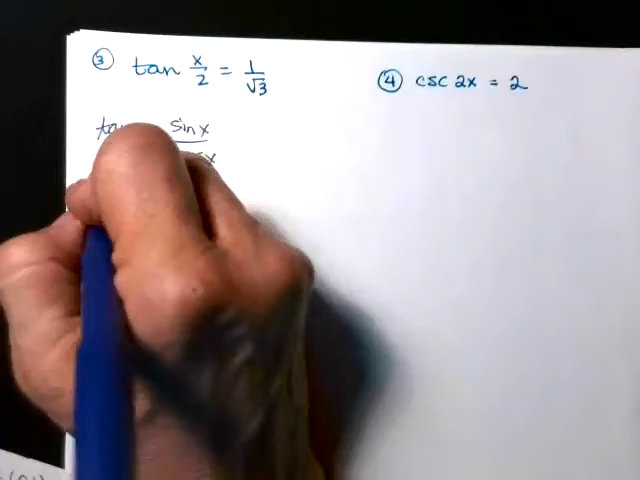 ③ tan x/2 = 1/√3
④ csc 2x = 2
sin x